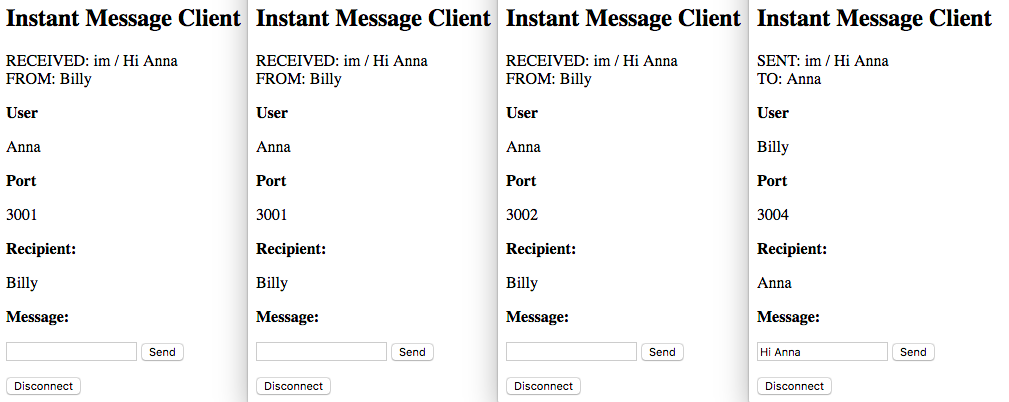 Instant Message Client
RECEIVED: im / Hi Anna
FROM: Billy
User
Anna
Port
3001
Recipient:
Billy
Message:
Send
Disconnect
Instant Message Client
RECEIVED: im / Hi Anna
FROM: Billy
User
Anna
Port
3001
Recipient:
Billy
Message:
Send
Disconnect
Instant Message Client
RECEIVED: im / Hi Anna
FROM: Billy
User
Anna
Port
3002
Recipient:
Billy
Message:
Send
Disconnect
Instant Message Client
SENT: im / Hi Anna
TO: Anna
User
Billy
Port
3004
Recipient:
Anna
Message:
Hi Anna Send
Disconnect